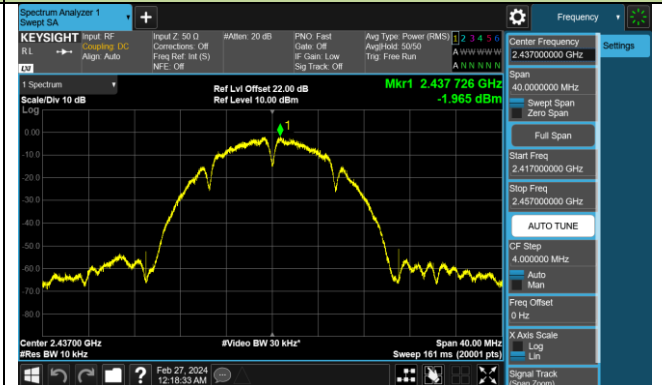 Spectrum Analyzer 1
Swept SA
+
Frequency
KEYSIGHT
Input: RF
Input Z: 50 Ω
#Atten: 20 dB
PNO: Fast
Avg Type: Power (RMS)
1 2 3 4 5 6
RL
Coupling: DC
Corrections: Off
Gate: Off
Avg|Hold: 50/50
A W W W W W
Align: Auto
Freq Ref: Int (S)
IF Gain: Low
Trig: Free Run
NFE: Off
Sig Track: Off
A N N N N N
LXI
1 Spectrum
Ref Lvl Offset 22.00 dB
Mkr1 2.437 726 GHz
Scale/Div 10 dB
Ref Level 10.00 dBm
-1.965 dBm
Log
1
0.00
-10.0
-20.0
-30.0
-40.0
-50.0
-60.0
-70.0
-80.0
Center 2.43700 GHz
#Video BW 30 kHz*
Span 40.00 MHz
#Res BW 10 kHz
Sweep 161 ms (20001 pts)
Feb 27, 2024
12:18:33 AM
?
Center Frequency
2.437000000 GHz
Settings
Span
40.0000000 MHz
Swept Span
Zero Span
Full Span
Start Freq
2.417000000 GHz
Stop Freq
2.457000000 GHz
AUTO TUNE
CF Step
4.000000 MHz
Auto
Man
Freq Offset
0 Hz
X Axis Scale
Log
Lin
Signal Track
(Span Zoom)